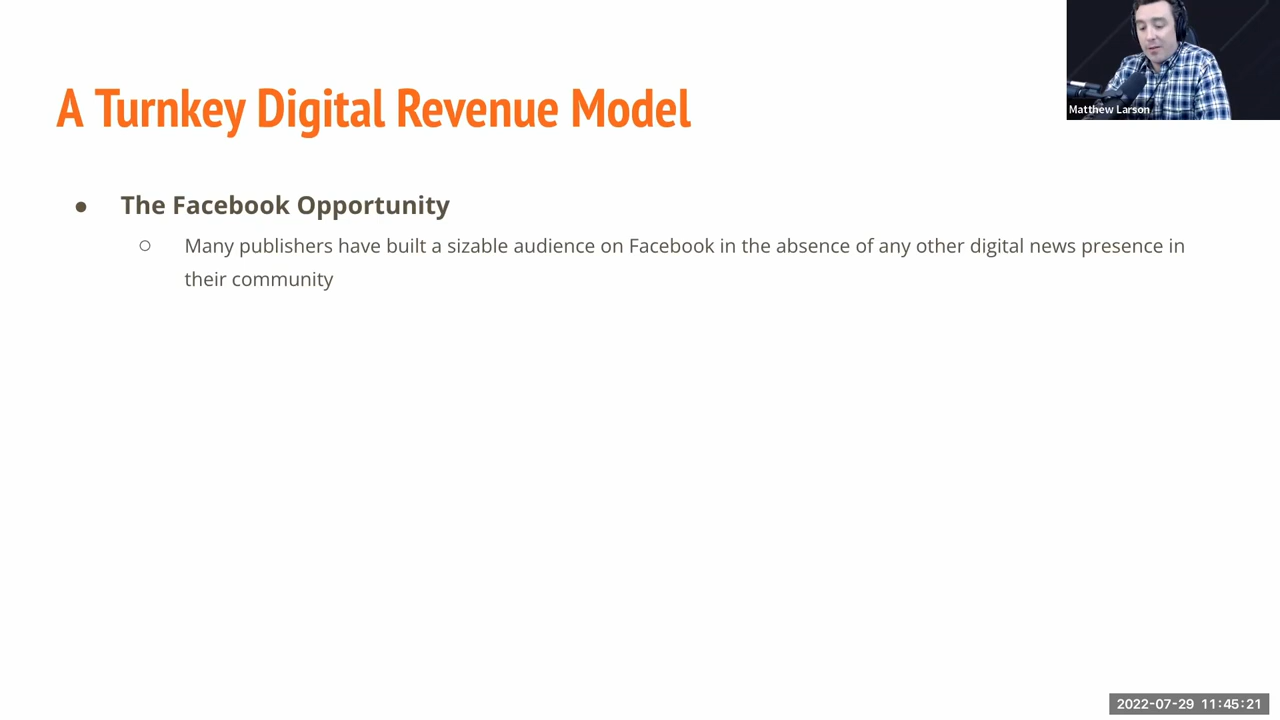 A Turnkey Digital Revenue Model
Matthew Larson
● The Facebook Opportunity
○ Many publishers have built a sizable audience on Facebook in the absence of any other digital news presence in
their community
2022-07-29 11:45:21